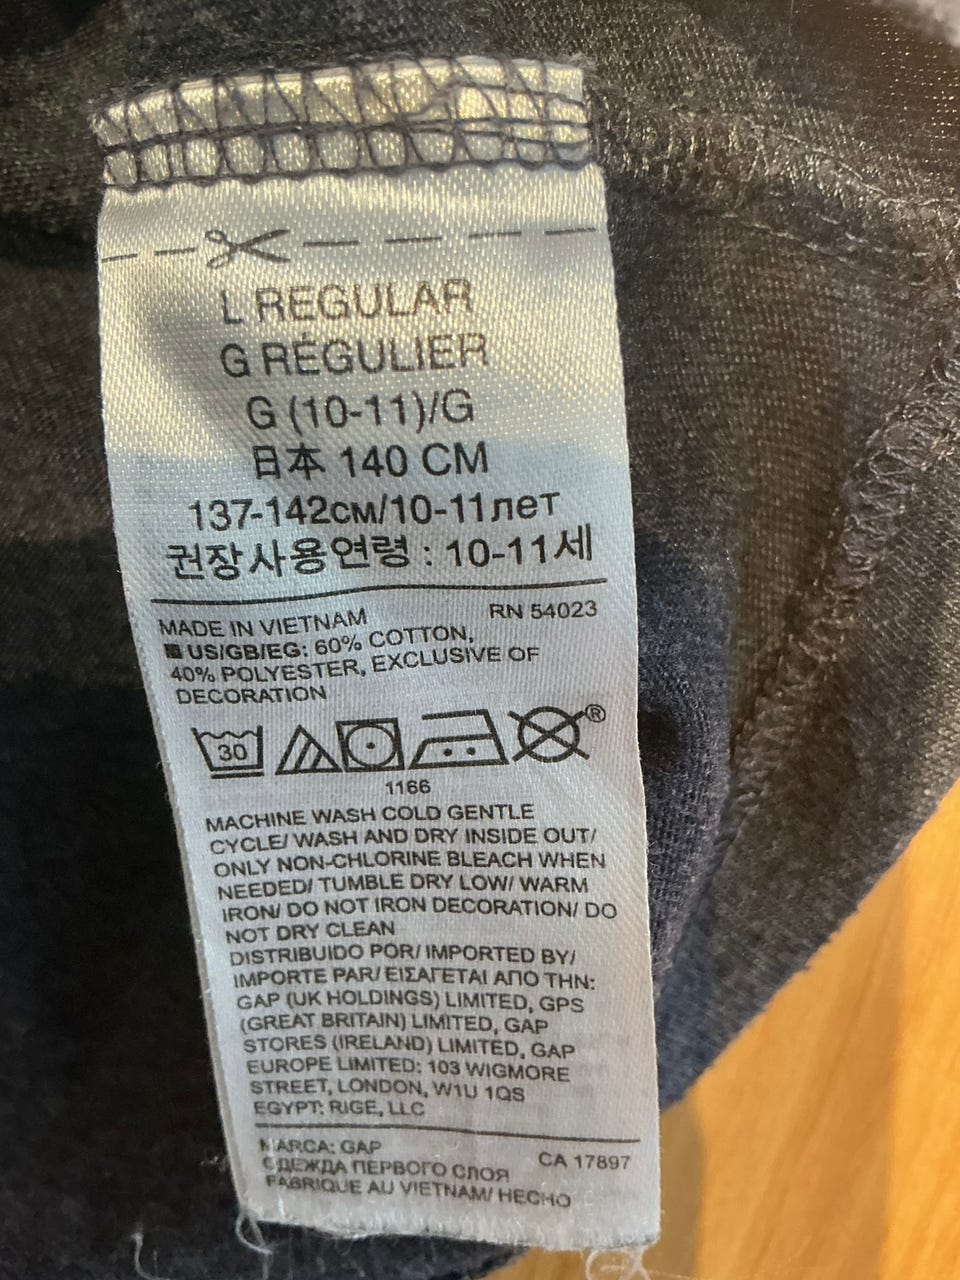 L REGULAR
G RÉGULIER
G (10-11)/G
日本 140 CM
137-142см/10-11лет
권장사용연령 : 10-11세
MADE IN VIETNAM RN 54023
US/GB/EG: 60% COTTON,
40% POLYESTER, EXCLUSIVE OF
DECORATION
30
®
1166
MACHINE WASH COLD GENTLE
CYCLE/ WASH AND DRY INSIDE OUT/
ONLY NON-CHLORINE BLEACH WHEN
NEEDED/ TUMBLE DRY LOW/ WARM
IRON/ DO NOT IRON DECORATION/ DO
NOT DRY CLEAN
DISTRIBUIDO POR/ IMPORTED BY/
IMPORTE PAR/ ΕΙΣΑΓΕΤΑΙ ΑΠΟ ΤΗΝ:
GAP (UK HOLDINGS) LIMITED, GPS
(GREAT BRITAIN) LIMITED, GAP
STORES (IRELAND) LIMITED, GAP
EUROPE LIMITED: 103 WIGMORE
STREET, LONDON, W1U 1QS
EGYPT: RIGE, LLC
MARCA: GAP
ОДЕЖДА ПЕРВОГО СЛОЯ CA 17897
FABRIQUE AU VIETNAM/ HECHO